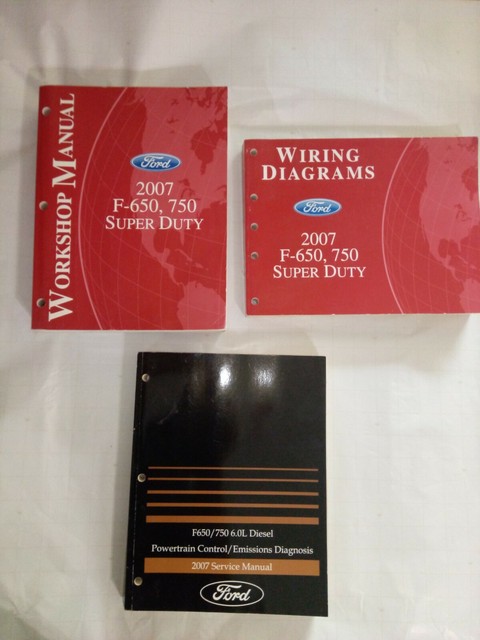 WORKSHOP MANUAL
Ford
2007
F-650, 750
SUPER DUTY
WIRING
DIAGRAMS
Ford
2007
F-650, 750
SUPER DUTY
F650/750 6.0L Diesel
Powertrain Control/Emissions Diagnosis
2007 Service Manual
Ford